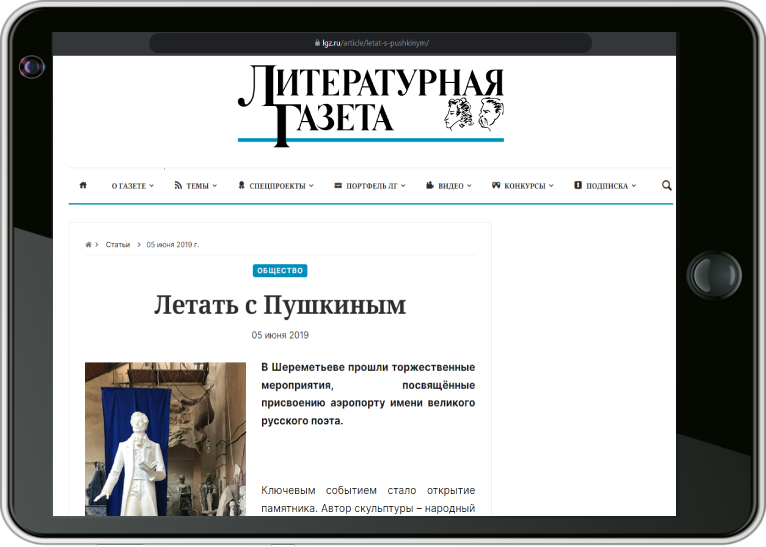 lgz.ru/article/letat-s-pushkinym/
ЛИТЕРАТУРНАЯ
ГАЗЕТА
О ГАЗЕТЕ ТЕМЫ СПЕЦПРОЕКТЫ ПОРТФЕЛЬ ЛГ ВИДЕО КОНКУРСЫ ПОДПИСКА
Статьи 05 июня 2019 г.
ОБЩЕСТВО
Летать с Пушкиным
05 июня 2019
В Шереметьеве прошли торжественные
мероприятия, посвящённые
присвоению аэропорту имени великого
русского поэта.
Ключевым событием стало открытие
памятника. Автор скульптуры – народный